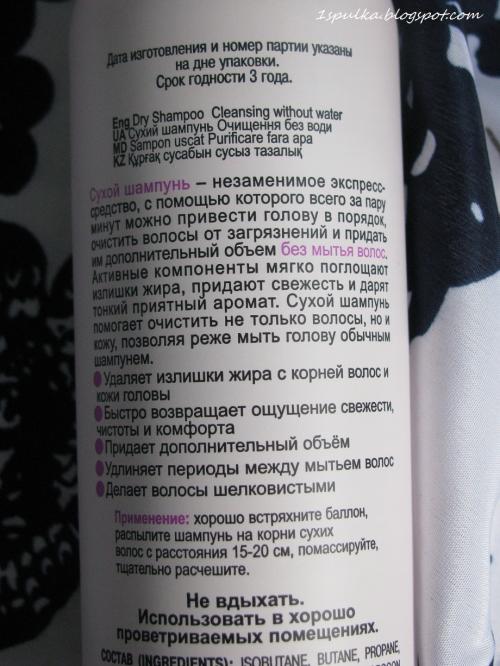 1spulka.blogspot.com
Дата изготовления и номер партии указаны
на дне упаковки.
Срок годности 3 года.
Eng Dry Shampoo Cleansing without water
UA Сухий шампунь Очищення без води
MD Sampon uscat Purificare fara apa
KZ Құрғақ сусабын сусыз тазалық
Сухой шампунь – незаменимое экспресс-
средство, с помощью которого всего за пару
минут можно привести голову в порядок,
очистить волосы от загрязнений и придать
им дополнительный объем без мытья волос.
Активные компоненты мягко поглощают
излишки жира, придают свежесть и дарят
тонкий приятный аромат. Сухой шампунь
помогает очистить не только волосы, но и
кожу, позволяя реже мыть голову обычным
шампунем.
Удаляет излишки жира с корней волос и
кожи головы
Быстро возвращает ощущение свежести,
чистоты и комфорта
Придает дополнительный объём
Удлиняет периоды между мытьем волос
Делает волосы шелковистыми
Применение: хорошо встряхните баллон,
распылите шампунь на корни сухих
волос с расстояния 15-20 см, помассируйте,
тщательно расчешите.
Не вдыхать.
Использовать в хорошо
проветриваемых помещениях.
СОСТАВ (INGREDIENTS): ISOBUTANE, BUTANE, PROPANE,